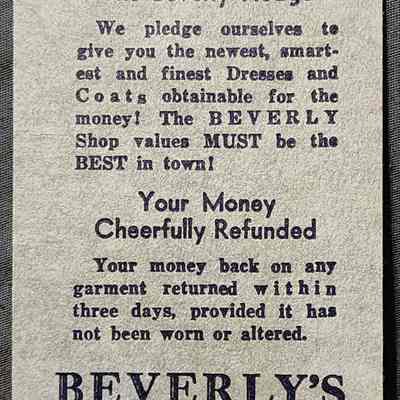 We pledge ourselves to
give you the newest, smart-
est and finest Dresses and
Coats obtainable for the
money! The BEVERLY
Shop values MUST be the
BEST in town!
Your Money
Cheerfully Refunded
Your money back on any
garment returned within
three days, provided it has
not been worn or altered.
BEVERLY'S